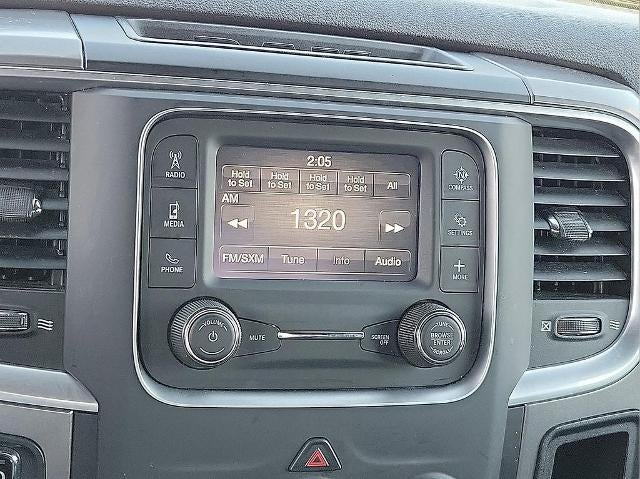 2:05
Hold to Set Hold to Set Hold to Set Hold to Set All
AM
1320
FM/SXM Tune Info Audio
RADIO
MEDIA
PHONE
N
COMPASS
SETTINGS
MORE
VOLUME
MUTE
SCREEN
OFF
TUNE
BROWSE
ENTER
SCROLL